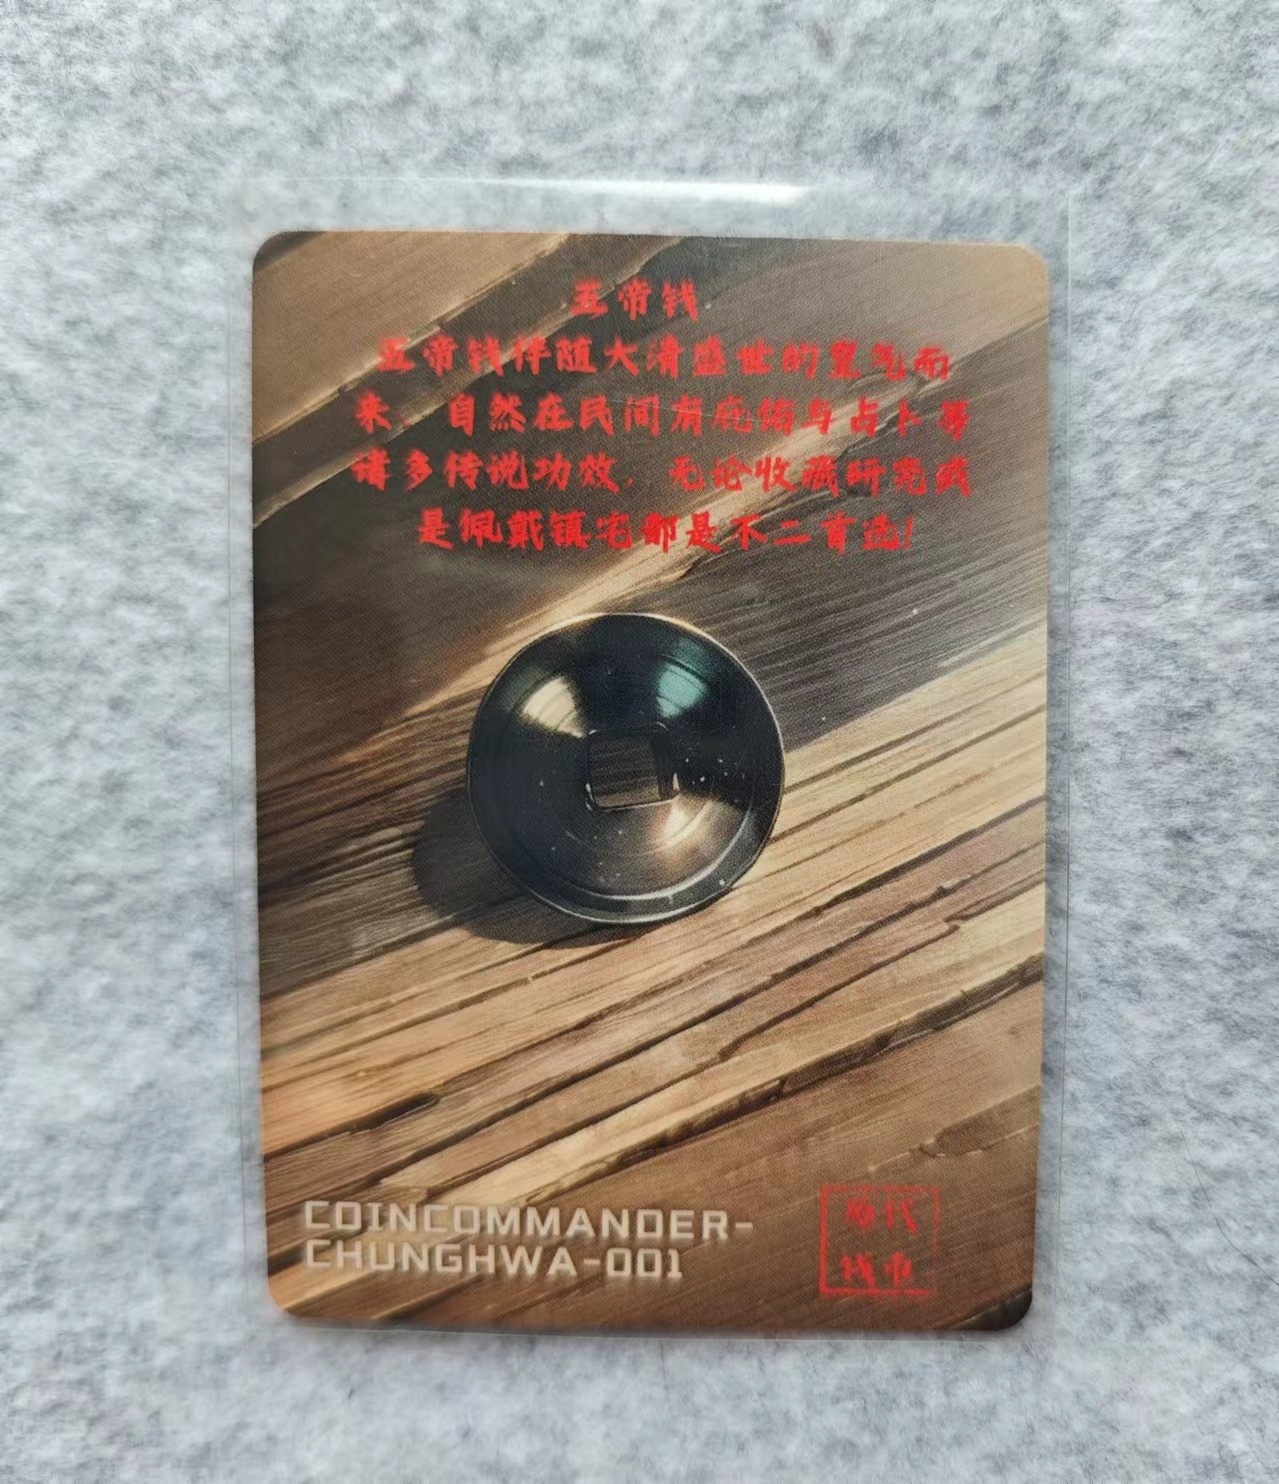 五帝钱
五帝钱伴随大清盛世的皇气而
来 自然在民间有庇佑与占卜等
诸多传说功效，无论收藏研究或
是佩戴镇宅都是不二首选！
COINCOMMANDER-
CHUNGHWA-001
历代
钱币